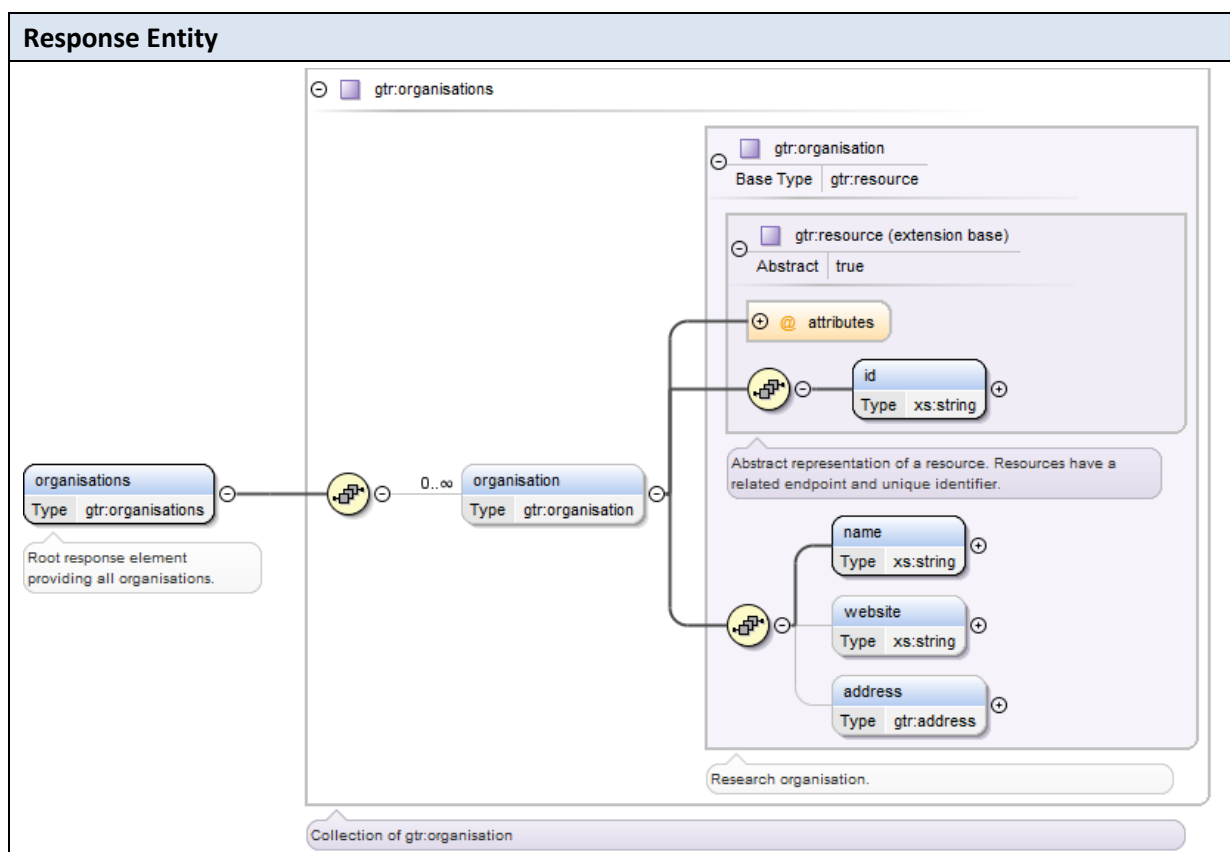 Response Entity
gtr:organisations
gtr:organisation
Base Type gtr:resource
gtr:resource (extension base)
Abstract true
@ attributes
id
Type xs:string
Abstract representation of a resource. Resources have a
related endpoint and unique identifier.
organisations
Type gtr:organisations
Root response element
providing all organisations.
0..∞
organisation
Type gtr:organisation
name
Type xs:string
website
Type xs:string
address
Type gtr:address
Research organisation.
Collection of gtr:organisation